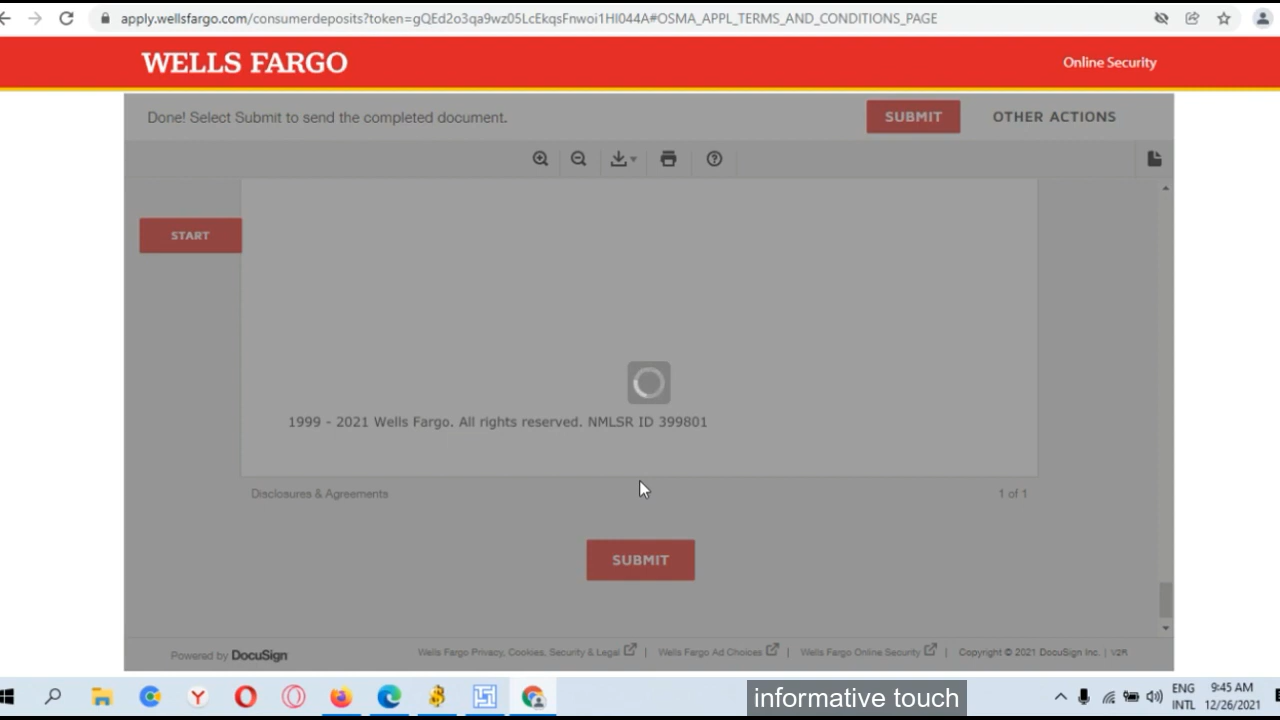 apply.wellsfargo.com/consumerdeposits?token=gQEd2o3qa9wz05LcEkqsFnwoi1HI044A#OSMA_APPL_TERMS_AND_CONDITIONS_PAGE
WELLS FARGO
Online Security
Done! Select Submit to send the completed document.
SUBMIT
OTHER ACTIONS
START
1999 - 2021 Wells Fargo. All rights reserved. NMLSR ID 399801
Disclosures & Agreements
1 of 1
SUBMIT
Powered by DocuSign
Wells Fargo Privacy, Cookies, Security & Legal | Wells Fargo Ad Choices | Wells Fargo Online Security | Copyright © 2021 DocuSign Inc. | V2R
informative touch
ENG
INTL
9:45 AM
12/26/2021